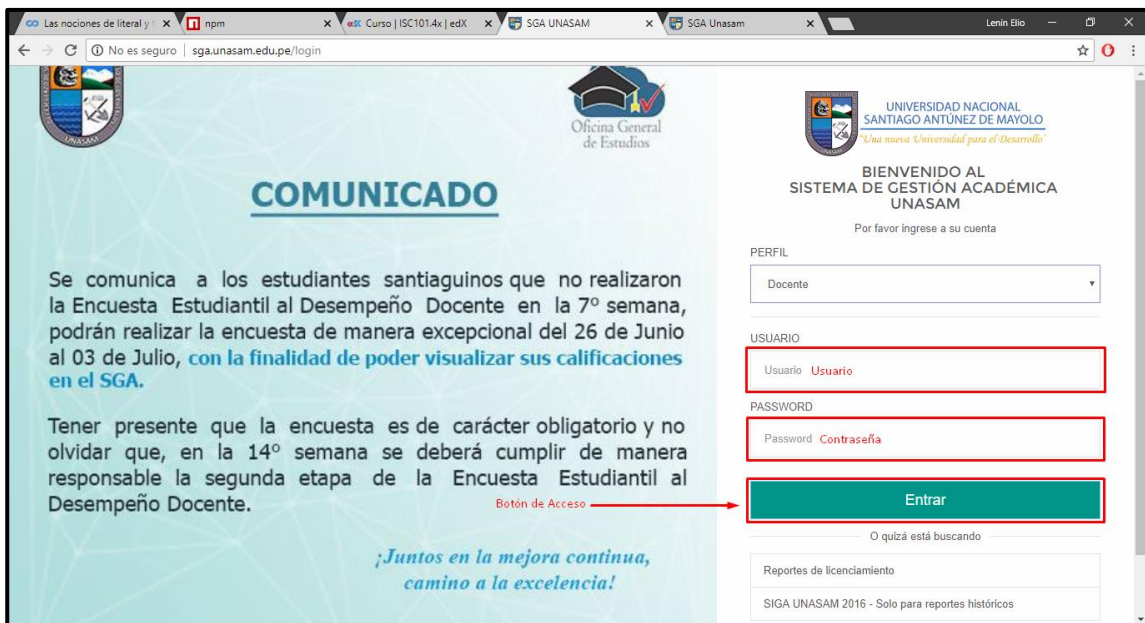 Las nociones de literal y t
npm
Curso | ISC101.4x | edX
SGA UNASAM
SGA Unasam
Lenin Elio
No es seguro | sga.unasam.edu.pe/login
UNASAM
Oficina General
de Estudios
COMUNICADO
Se comunica a los estudiantes santiaguinos que no realizaron
la Encuesta Estudiantil al Desempeño Docente en la 7º semana,
podrán realizar la encuesta de manera excepcional del 26 de Junio
al 03 de Julio, con la finalidad de poder visualizar sus calificaciones
en el SGA.
Tener presente que la encuesta es de carácter obligatorio y no
olvidar que, en la 14º semana se deberá cumplir de manera
responsable la segunda etapa de la Encuesta Estudiantil al
Desempeño Docente.
Botón de Acceso
¡Juntos en la mejora continua,
camino a la excelencia!
UNIVERSIDAD NACIONAL
SANTIAGO ANTÚNEZ DE MAYOLO
"Una nueva Universidad para el Desarrollo"
BIENVENIDO AL
SISTEMA DE GESTIÓN ACADÉMICA
UNASAM
Por favor ingrese a su cuenta
PERFIL
Docente
USUARIO
Usuario Usuario
PASSWORD
Password Contraseña
Entrar
O quizá está buscando
Reportes de licenciamiento
SIGA UNASAM 2016 - Solo para reportes históricos